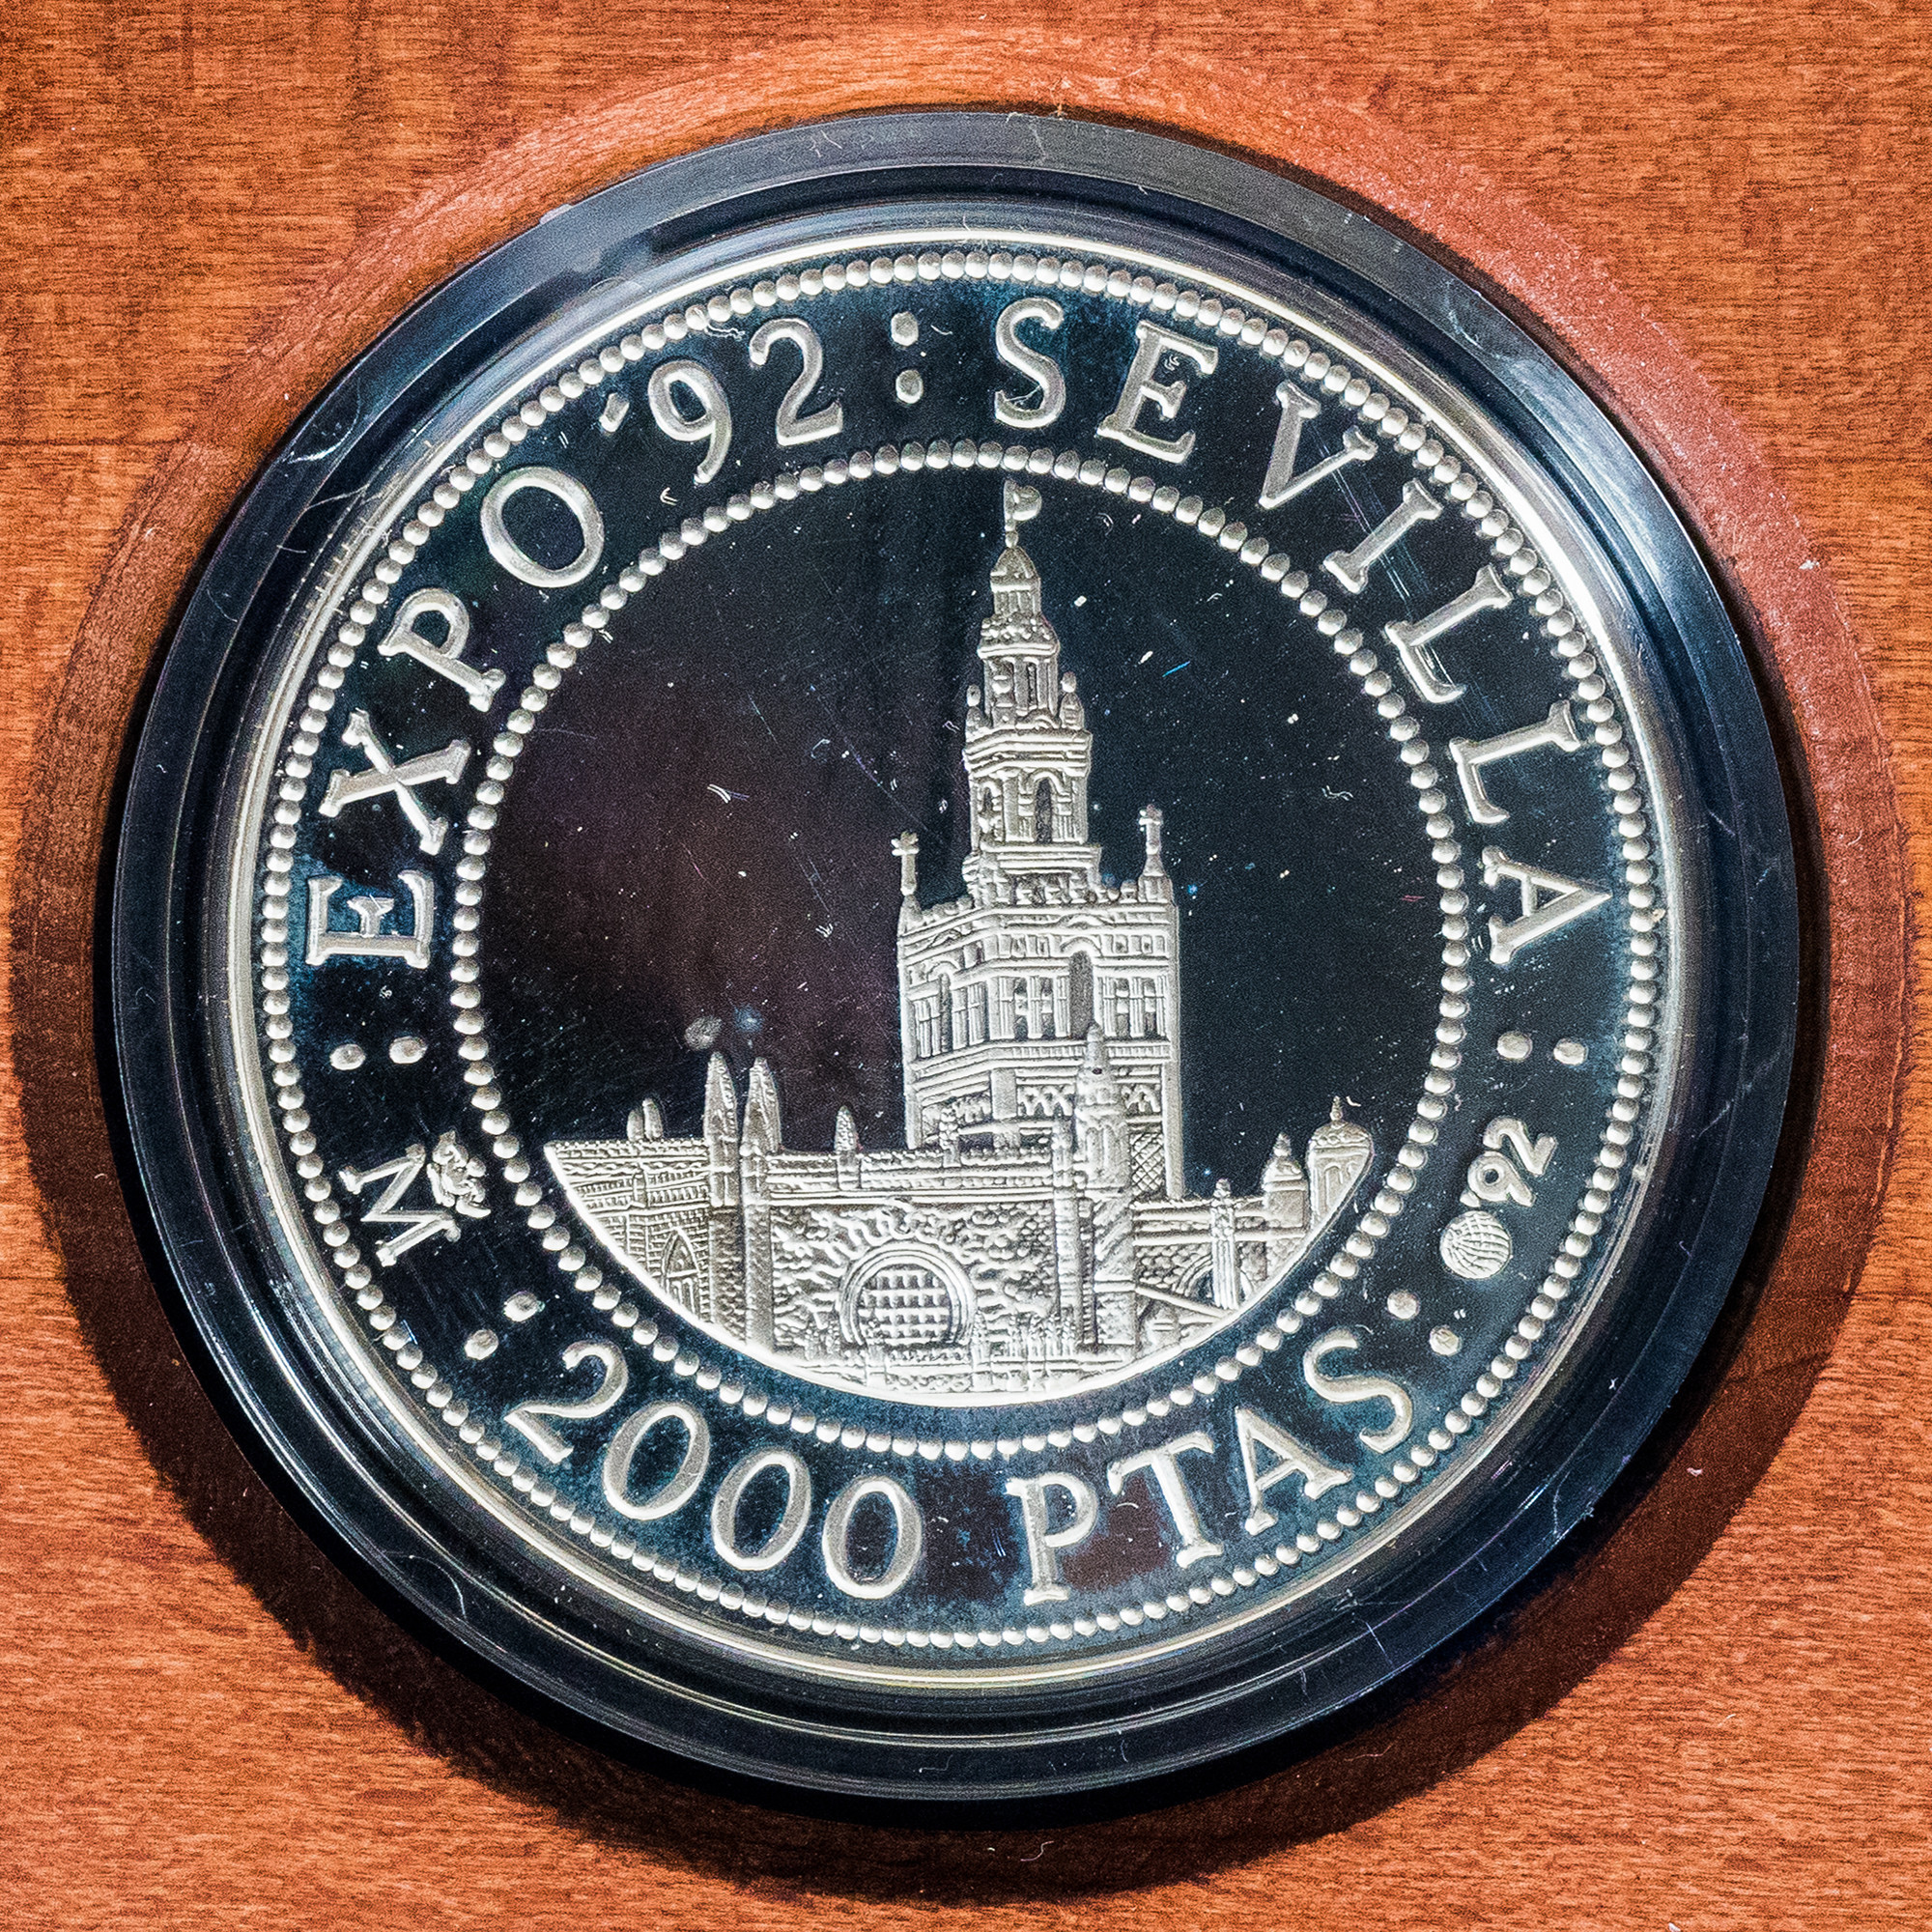 EXPO '92 : SEVILLA :
'92
: 2000 PTAS :
M